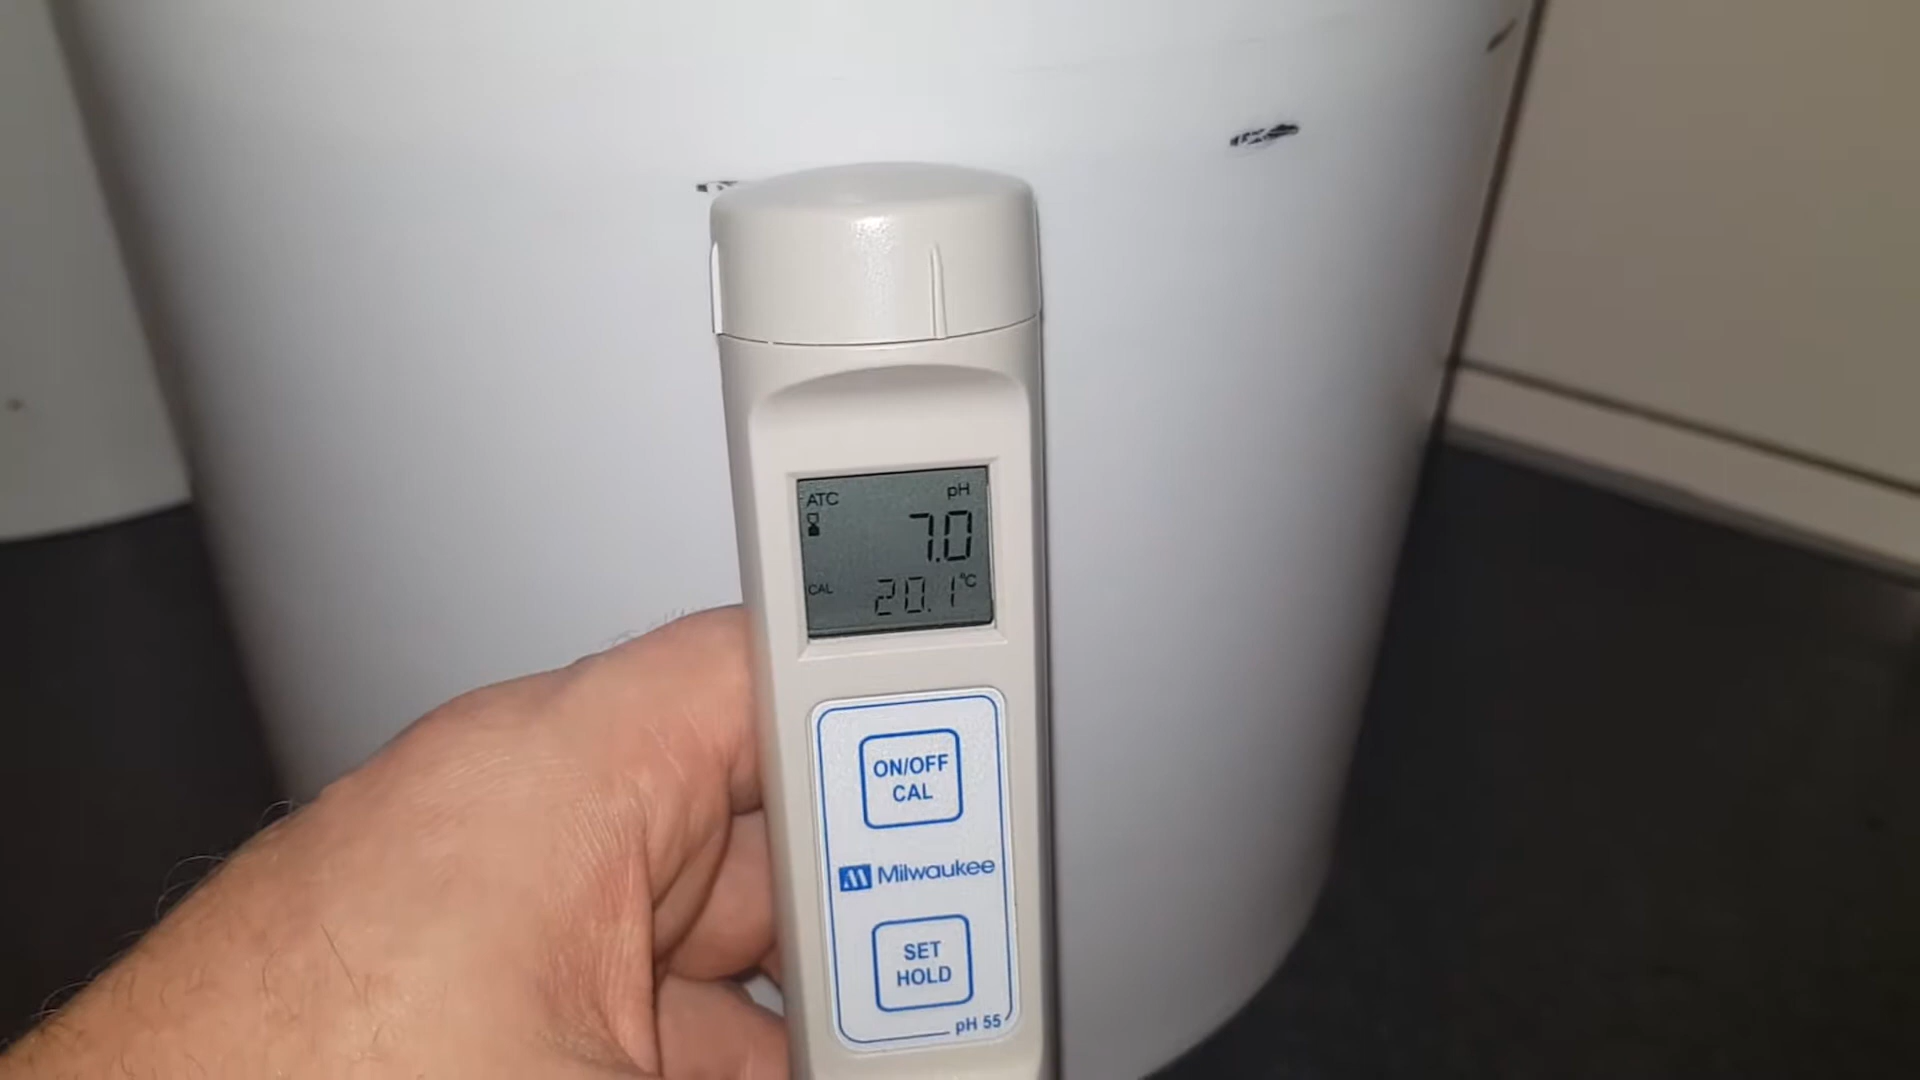 ATC pH
7.0
CAL 20.1°C
ON/OFF
CAL
Milwaukee
SET
HOLD
pH 55